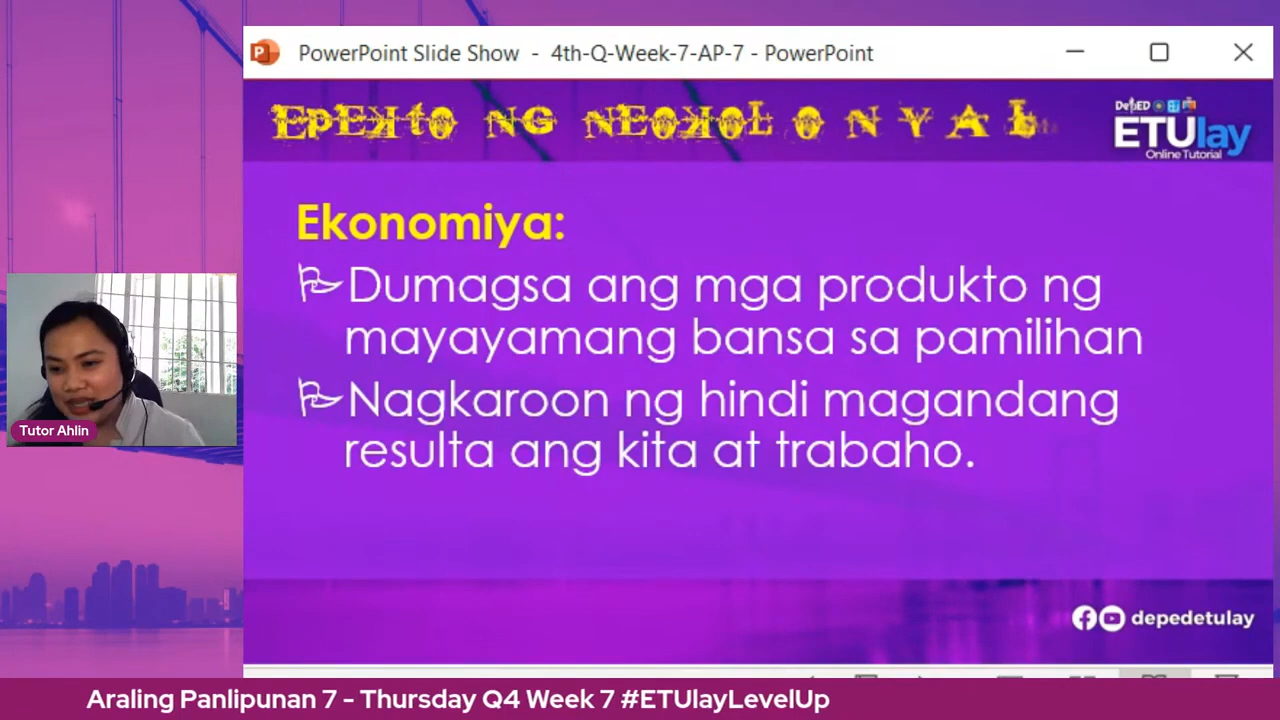 PowerPoint Slide Show - 4th-Q-Week-7-AP-7 - PowerPoint
EPEKTO NG NEOKOLONYAL
DepED
ETUlay
Online Tutorial
Ekonomiya:
Dumagsa ang mga produkto ng
mayayamang bansa sa pamilihan
Nagkaroon ng hindi magandang
resulta ang kita at trabaho.
Tutor Ahlin
depedetulay
Araling Panlipunan 7 - Thursday Q4 Week 7 #ETUlayLevelUp